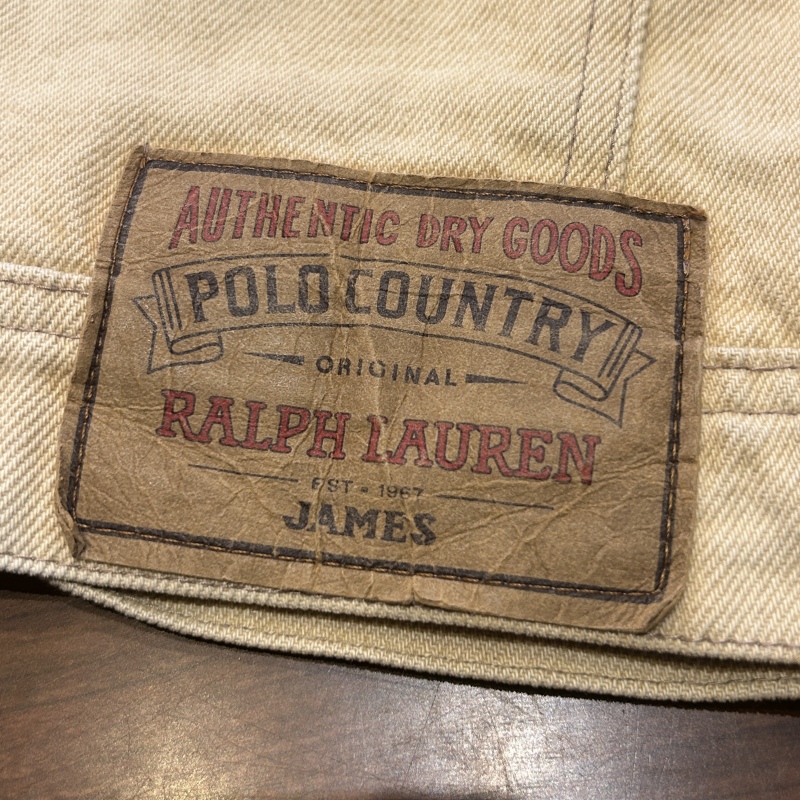 AUTHENTIC DRY GOODS
POLO COUNTRY
ORIGINAL
RALPH LAUREN
EST - 1967
JAMES